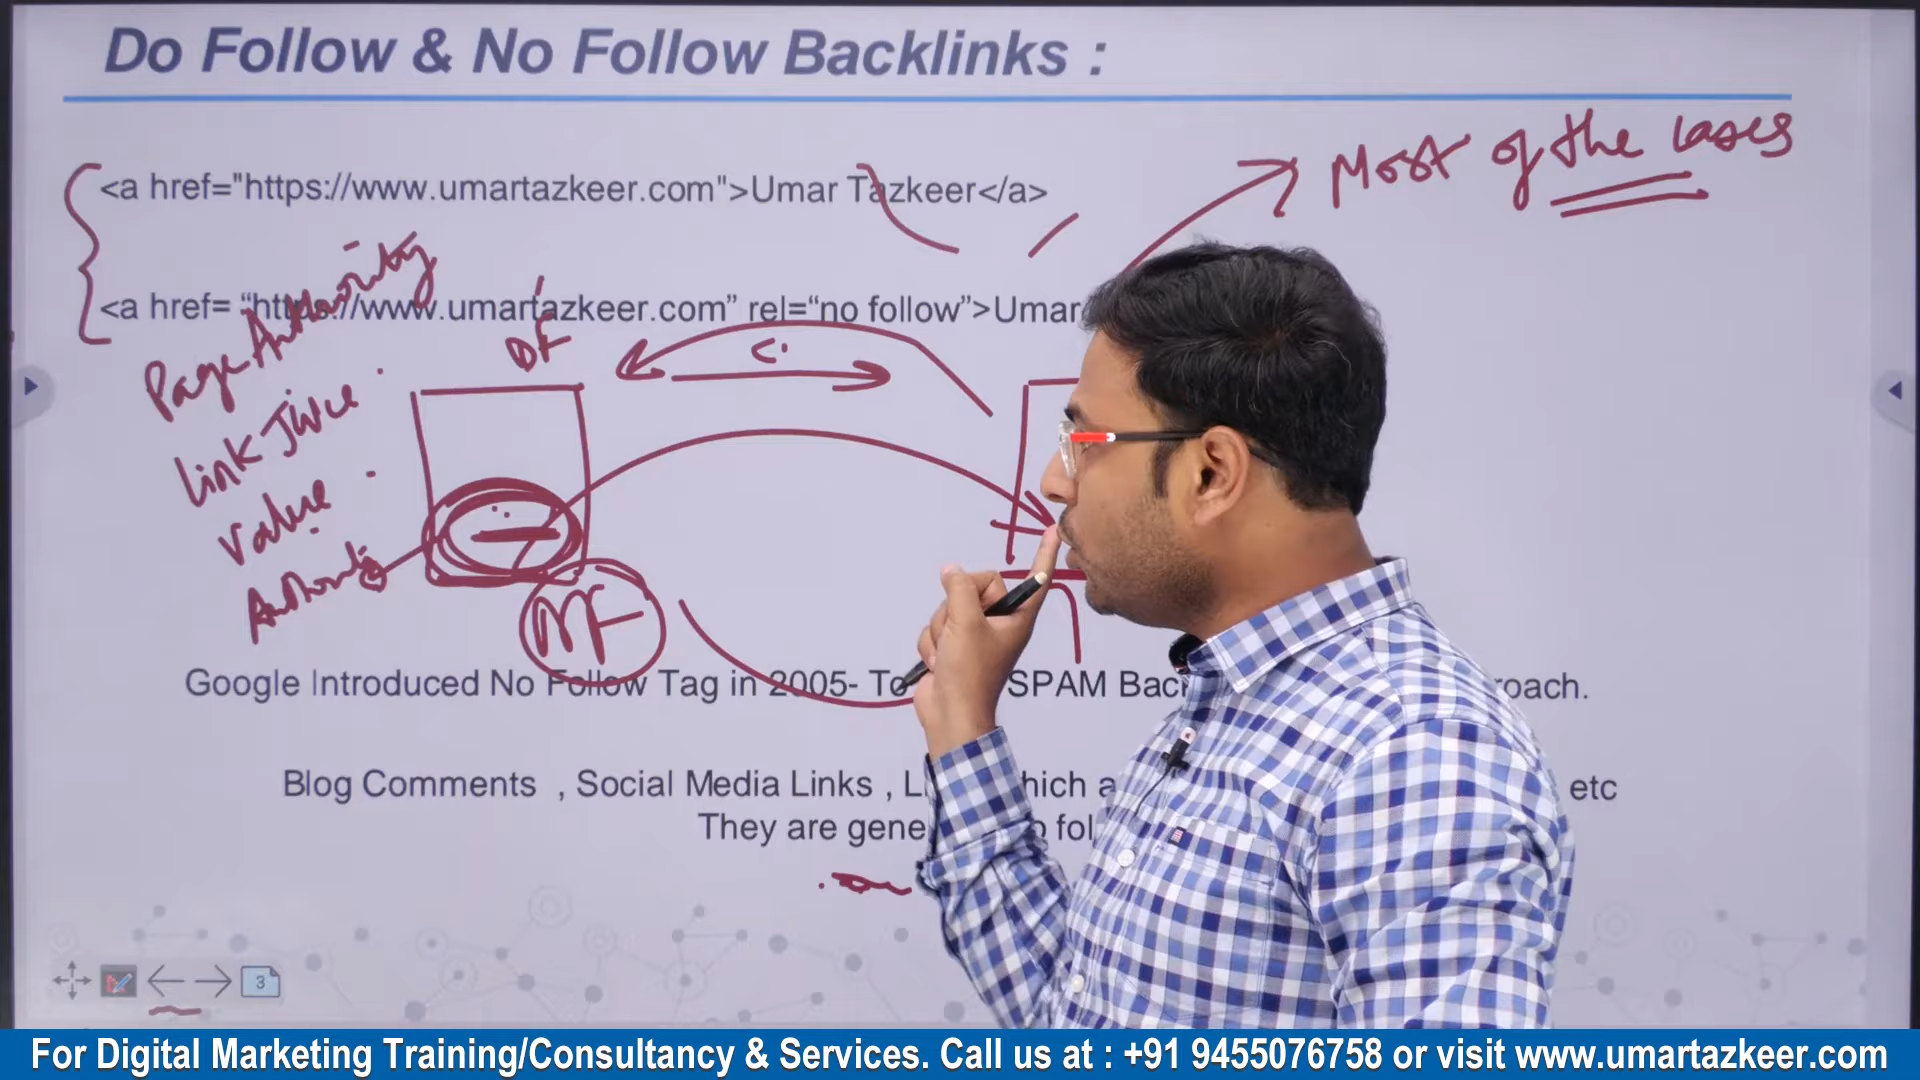 Do Follow & No Follow Backlinks :
Most of the cases
<a href="https://www.umartazkeer.com">Umar Tazkeer</a>
<a href= “https://www.umartazkeer.com” rel=“no follow”>Umar
Page Authority
DF
C.
Link Juice
Value
Authority
NF
Google Introduced No Follow Tag in 2005- To SPAM Back roach.
Blog Comments , Social Media Links , hich a etc
They are gene fol
3
For Digital Marketing Training/Consultancy & Services. Call us at : +91 9455076758 or visit www.umartazkeer.com